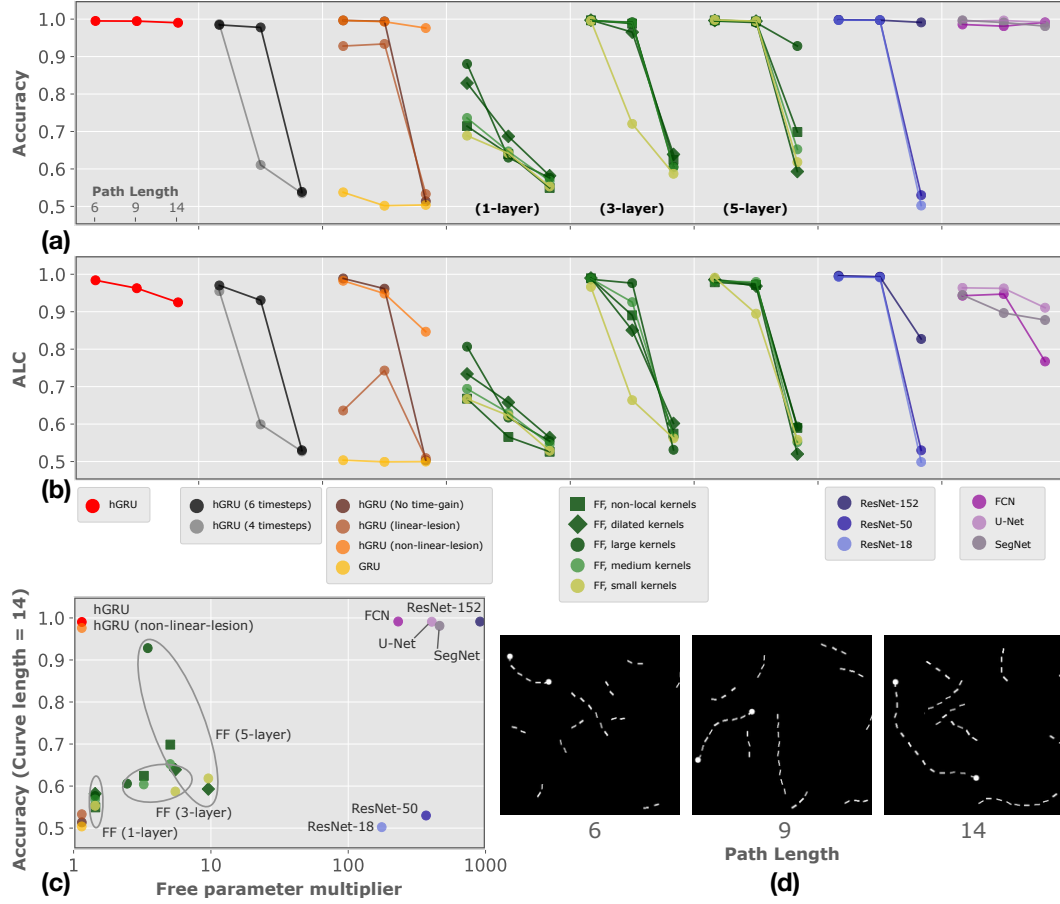 1.0
0.9
0.8
0.7
0.6
0.5
Accuracy
Path Length
6 9 14
(1-layer) (3-layer) (5-layer)
(a)
1.0
0.9
0.8
0.7
0.6
0.5
ALC
(b)
hGRU
hGRU (6 timesteps)
hGRU (4 timesteps)
hGRU (No time-gain)
hGRU (linear-lesion)
hGRU (non-linear-lesion)
GRU
FF, non-local kernels
FF, dilated kernels
FF, large kernels
FF, medium kernels
FF, small kernels
ResNet-152
ResNet-50
ResNet-18
FCN
U-Net
SegNet
Accuracy (Curve length = 14)
1.0
0.9
0.8
0.7
0.6
0.5
hGRU
hGRU (non-linear-lesion)
FCN
ResNet-152
U-Net
SegNet
FF (5-layer)
FF (3-layer)
FF (1-layer)
ResNet-50
ResNet-18
1 10 100 1000
(c)
Free parameter multiplier
6 9 14
Path Length
(d)